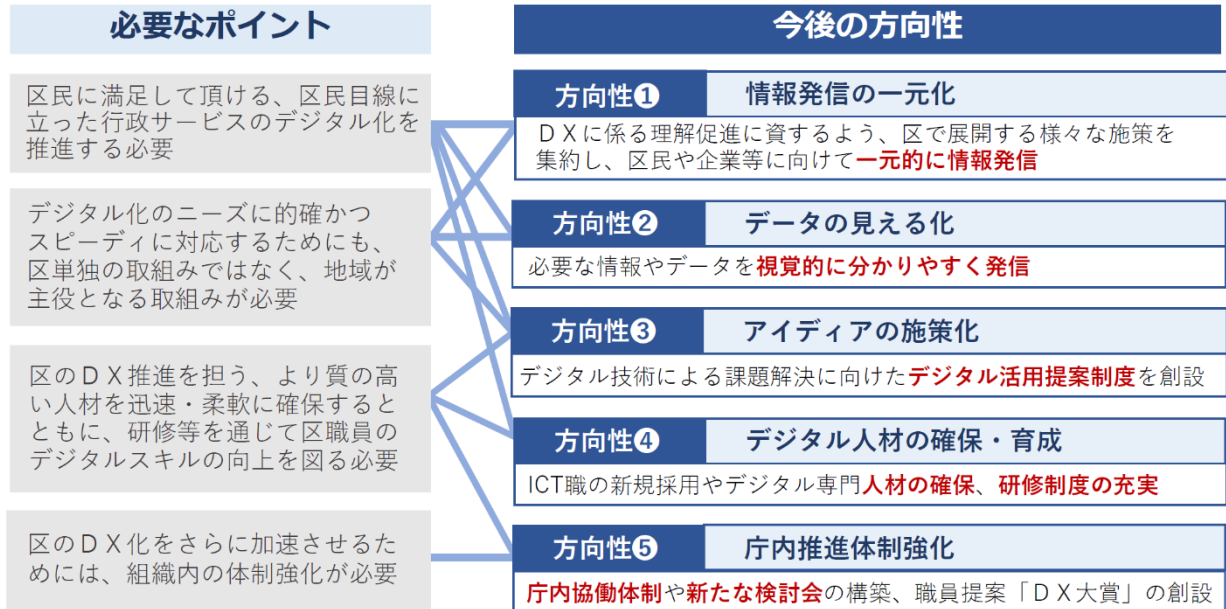 必要なポイント
区民に満足して頂ける、区民目線に
立った行政サービスのデジタル化を
推進する必要
デジタル化のニーズに的確かつ
スピーディに対応するためにも、
区単独の取組みではなく、地域が
主役となる取組みが必要
区のＤＸ推進を担う、より質の高
い人材を迅速・柔軟に確保すると
ともに、研修等を通じて区職員の
デジタルスキルの向上を図る必要
区のＤＸ化をさらに加速させるた
めには、組織内の体制強化が必要
今後の方向性
方向性❶ 情報発信の一元化
ＤＸに係る理解促進に資するよう、区で展開する様々な施策を
集約し、区民や企業等に向けて一元的に情報発信
方向性❷ データの見える化
必要な情報やデータを視覚的に分かりやすく発信
方向性❸ アイディアの施策化
デジタル技術による課題解決に向けたデジタル活用提案制度を創設
方向性❹ デジタル人材の確保・育成
ICT職の新規採用やデジタル専門人材の確保、研修制度の充実
方向性❺ 庁内推進体制強化
庁内協働体制や新たな検討会の構築、職員提案「ＤＸ大賞」の創設